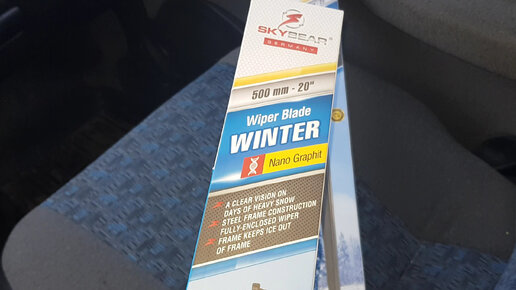 SKYBEAR®
GERMANY
500 mm - 20"
Wiper Blade
WINTER
Nano Graphit
A CLEAR VISION ON
DAYS OF HEAVY SNOW
STEEL FRAME CONSTRUCTION
FULLY-ENCLOSED WIPER
FRAME KEEPS ICE OUT
OF FRAME